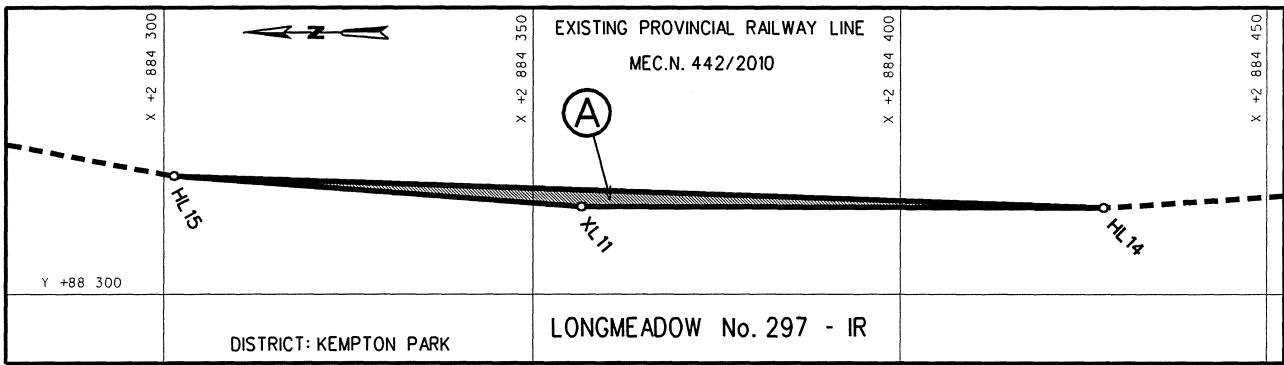 X +2 884 300
N
X +2 884 350
EXISTING PROVINCIAL RAILWAY LINE
MEC.N. 442/2010
X +2 884 400
X +2 884 450
A
HL15
XL11
HL14
Y +88 300
DISTRICT: KEMPTON PARK
LONGMEADOW No. 297 - IR